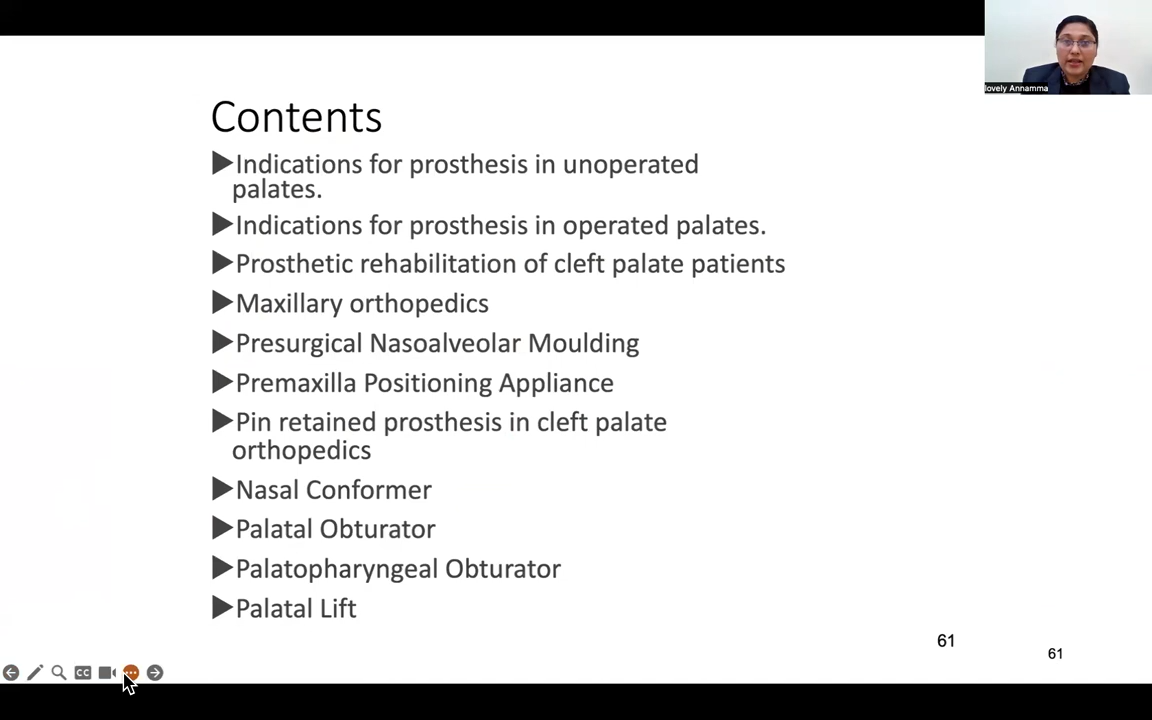 lovely Annamma
Contents
▶Indications for prosthesis in unoperated
palates.
▶Indications for prosthesis in operated palates.
▶Prosthetic rehabilitation of cleft palate patients
▶Maxillary orthopedics
▶Presurgical Nasoalveolar Moulding
▶Premaxilla Positioning Appliance
▶Pin retained prosthesis in cleft palate
orthopedics
▶Nasal Conformer
▶Palatal Obturator
▶Palatopharyngeal Obturator
▶Palatal Lift
61
61
CC